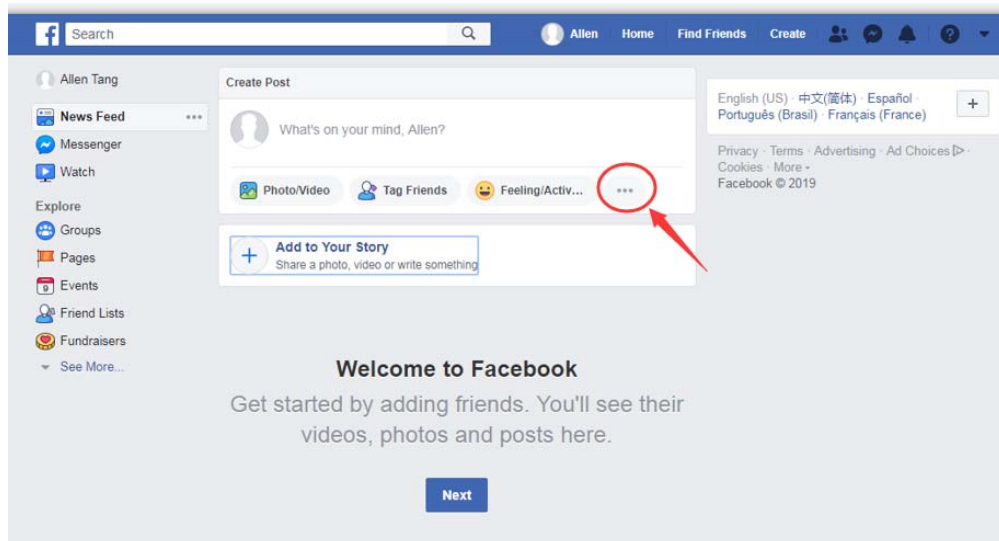 Search
Allen
Home
Find Friends
Create
Allen Tang
News Feed
Messenger
Watch
Explore
Groups
Pages
Events
Friend Lists
Fundraisers
See More...
Create Post
What's on your mind, Allen?
Photo/Video
Tag Friends
Feeling/Activ...
Add to Your Story
Share a photo, video or write something
Welcome to Facebook
Get started by adding friends. You'll see their
videos, photos and posts here.
Next
English (US) · 中文(简体) · Español ·
Português (Brasil) · Français (France)
Privacy · Terms · Advertising · Ad Choices ·
Cookies · More
Facebook © 2019